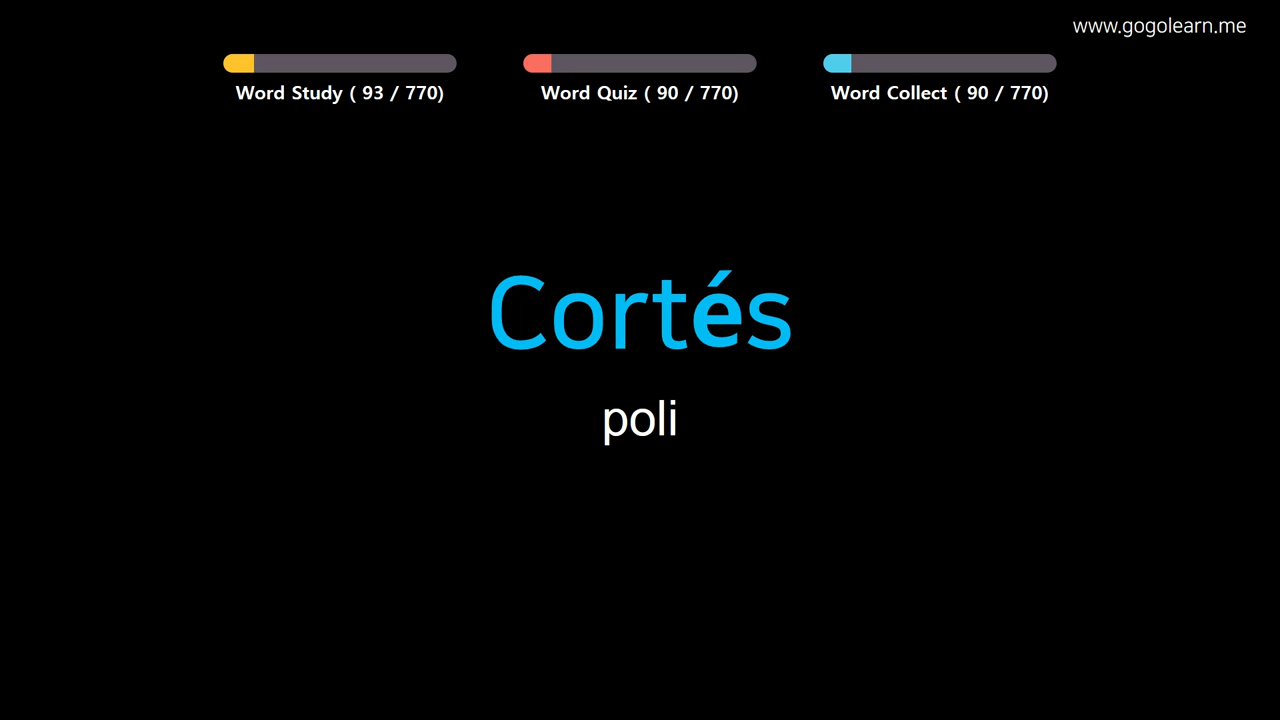 www.gogolearn.me
Word Study ( 93 / 770)
Word Quiz ( 90 / 770)
Word Collect ( 90 / 770)
Cortés
poli